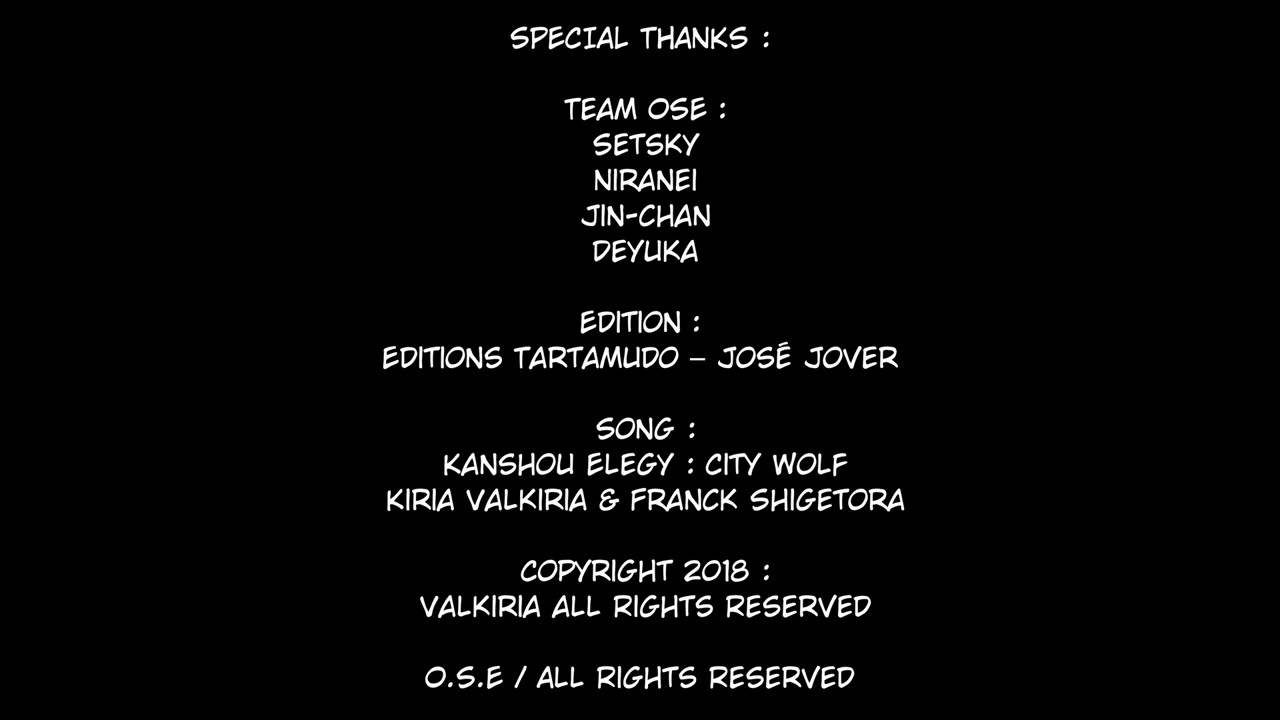 SPECIAL THANKS :
TEAM OSE :
SETSKY
NIRANEI
JIN-CHAN
DEYUKA
EDITION :
EDITIONS TARTAMUDO – JOSÉ JOVER
SONG :
KANSHOU ELEGY : CITY WOLF
KIRIA VALKIRIA & FRANCK SHIGETORA
COPYRIGHT 2018 :
VALKIRIA ALL RIGHTS RESERVED
O.S.E / ALL RIGHTS RESERVED